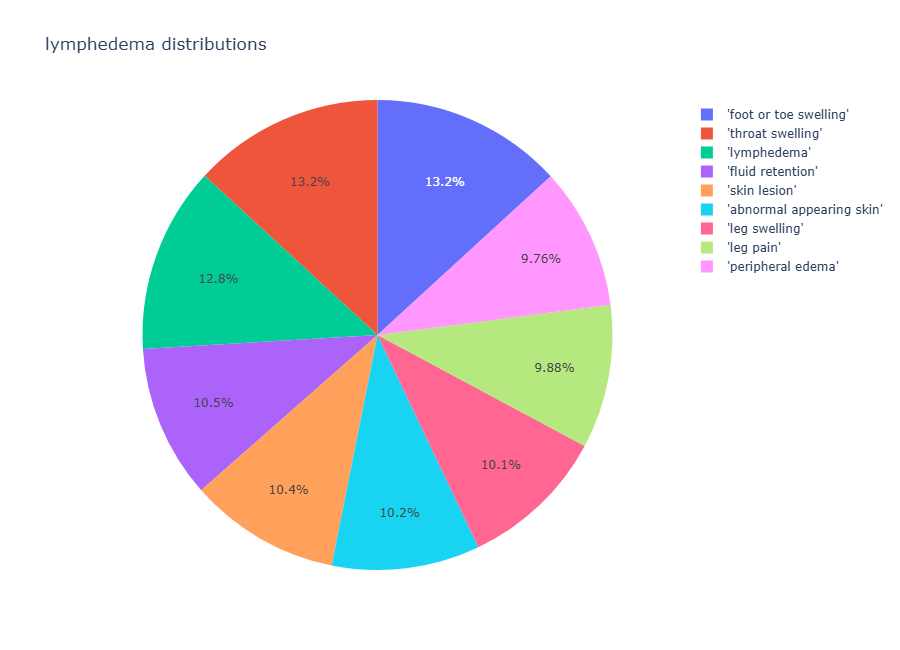 lymphedema distributions
'foot or toe swelling'
'throat swelling'
'lymphedema'
'fluid retention'
'skin lesion'
'abnormal appearing skin'
'leg swelling'
'leg pain'
'peripheral edema'
13.2%
13.2%
9.76%
12.8%
9.88%
10.5%
10.1%
10.4%
10.2%